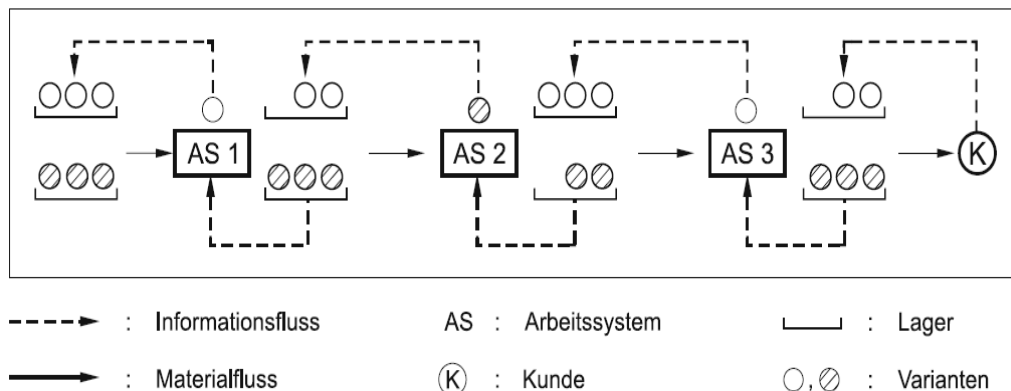 AS 1 AS 2 AS 3 K
Informationsfluss AS : Arbeitssystem : Lager
: Materialfluss K : Kunde , : Varianten